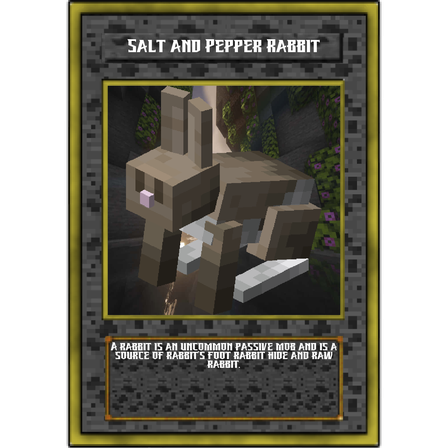 Salt and Pepper Rabbit
A RABBIT IS AN UNCOMMON PASSIVE MOB AND IS A
SOURCE OF RABBIT'S FOOT RABBIT HIDE AND RAW
RABBIT.